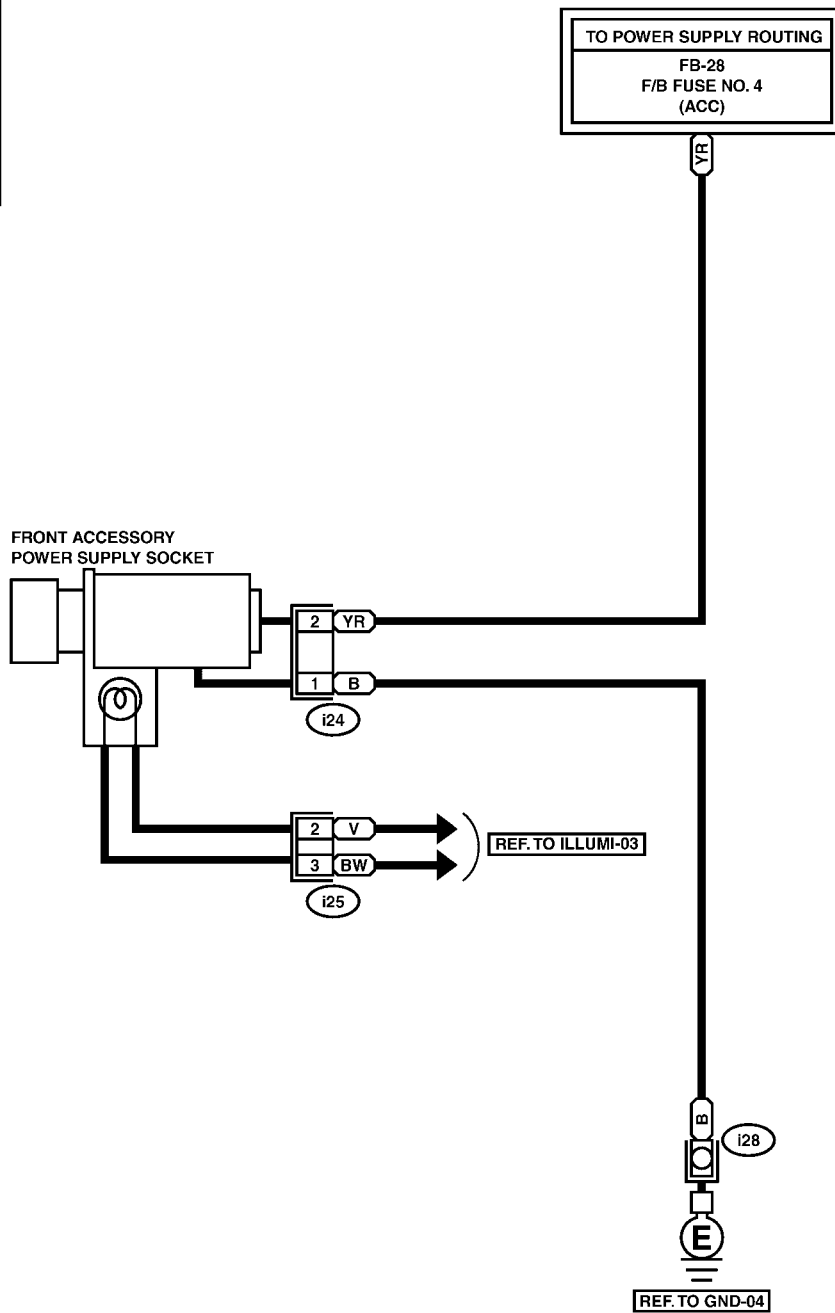 TO POWER SUPPLY ROUTING
FB-28
F/B FUSE NO. 4
(ACC)
YR
FRONT ACCESSORY
POWER SUPPLY SOCKET
2 YR
1 B
i24
2 V
REF. TO ILLUMI-03
3 BW
i25
B
i28
E
REF. TO GND-04